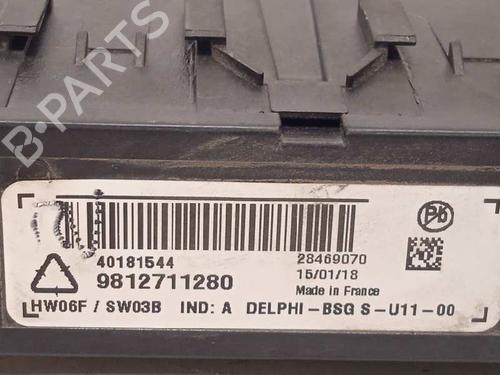 B-PARTS
Pb
40181544
28469070
9812711280
15/01/18
Made in France
HW06F / SW03B IND: A DELPHI-BSG S-U11-00